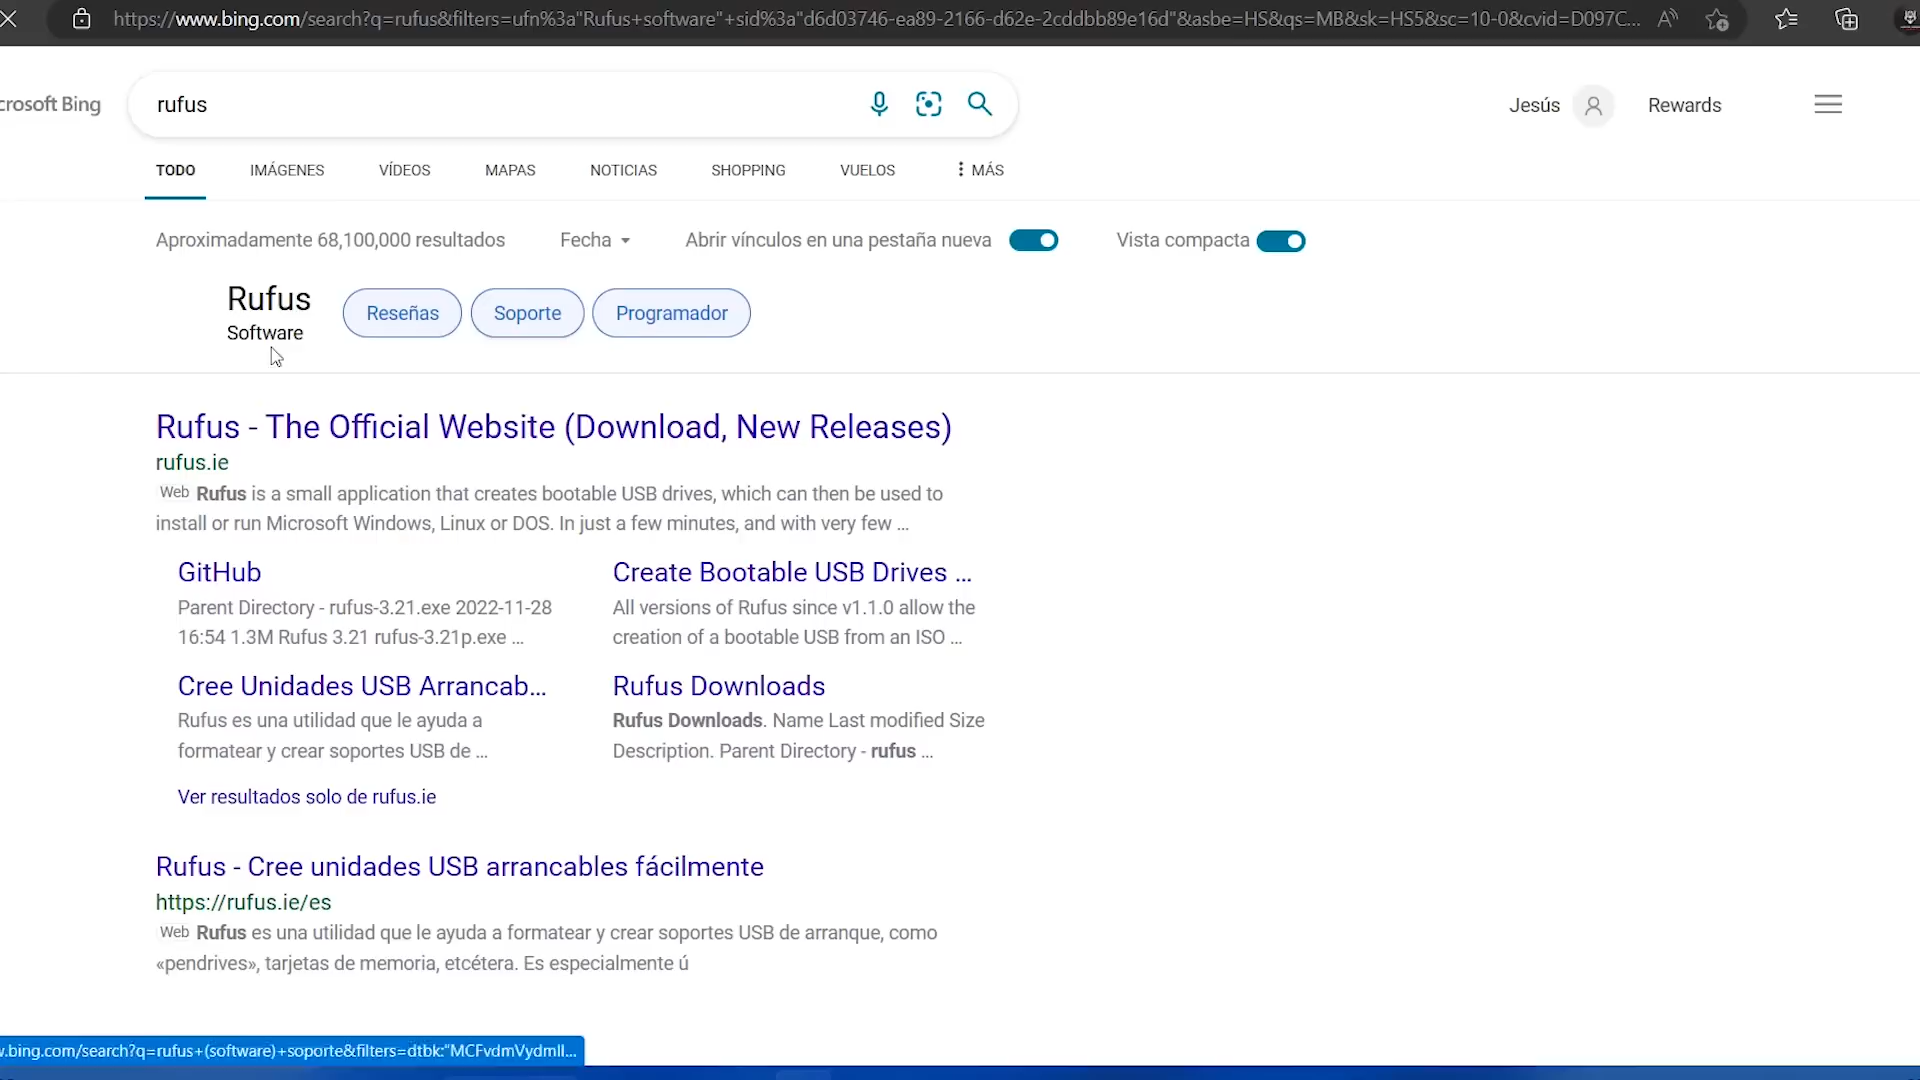 https://www.bing.com/search?q=rufus&filters=ufn%3a"Rufus+software"+sid%3a"d6d03746-ea89-2166-d62e-2cddbb89e16d"&asbe=HS&qs=MB&sk=HS5&sc=10-0&cvid=D097C...
crosoft Bing
rufus
Jesús
Rewards
TODO IMÁGENES VÍDEOS MAPAS NOTICIAS SHOPPING VUELOS MÁS
Aproximadamente 68,100,000 resultados Fecha Abrir vínculos en una pestaña nueva Vista compacta
Rufus
Software
Reseñas Soporte Programador
Rufus - The Official Website (Download, New Releases)
rufus.ie
Web Rufus is a small application that creates bootable USB drives, which can then be used to
install or run Microsoft Windows, Linux or DOS. In just a few minutes, and with very few ...
GitHub
Parent Directory - rufus-3.21.exe 2022-11-28
16:54 1.3M Rufus 3.21 rufus-3.21p.exe ...
Create Bootable USB Drives ...
All versions of Rufus since v1.1.0 allow the
creation of a bootable USB from an ISO ...
Cree Unidades USB Arrancab...
Rufus es una utilidad que le ayuda a
formatear y crear soportes USB de ...
Rufus Downloads
Rufus Downloads. Name Last modified Size
Description. Parent Directory - rufus ...
Ver resultados solo de rufus.ie
Rufus - Cree unidades USB arrancables fácilmente
https://rufus.ie/es
Web Rufus es una utilidad que le ayuda a formatear y crear soportes USB de arranque, como
«pendrives», tarjetas de memoria, etcétera. Es especialmente ú
w.bing.com/search?q=rufus+(software)+soporte&filters=dtbk:"MCFvdmVydmll...